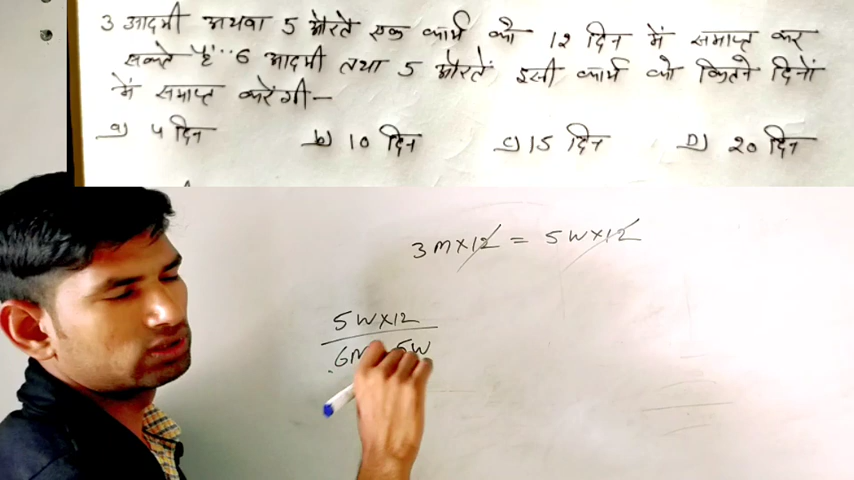 3 आदमी अथवा 5 औरते एक कार्य को 12 दिन में समाप्त कर
सकते हैं" 6 आदमी तथा 5 औरतें इसी कार्य को कितने दिनों
में समाप्त करेंगी-
a) 4 दिन b) 10 दिन c) 15 दिन D) 20 दिन
3M×12 = 5W×12
5W×12
6M 5W